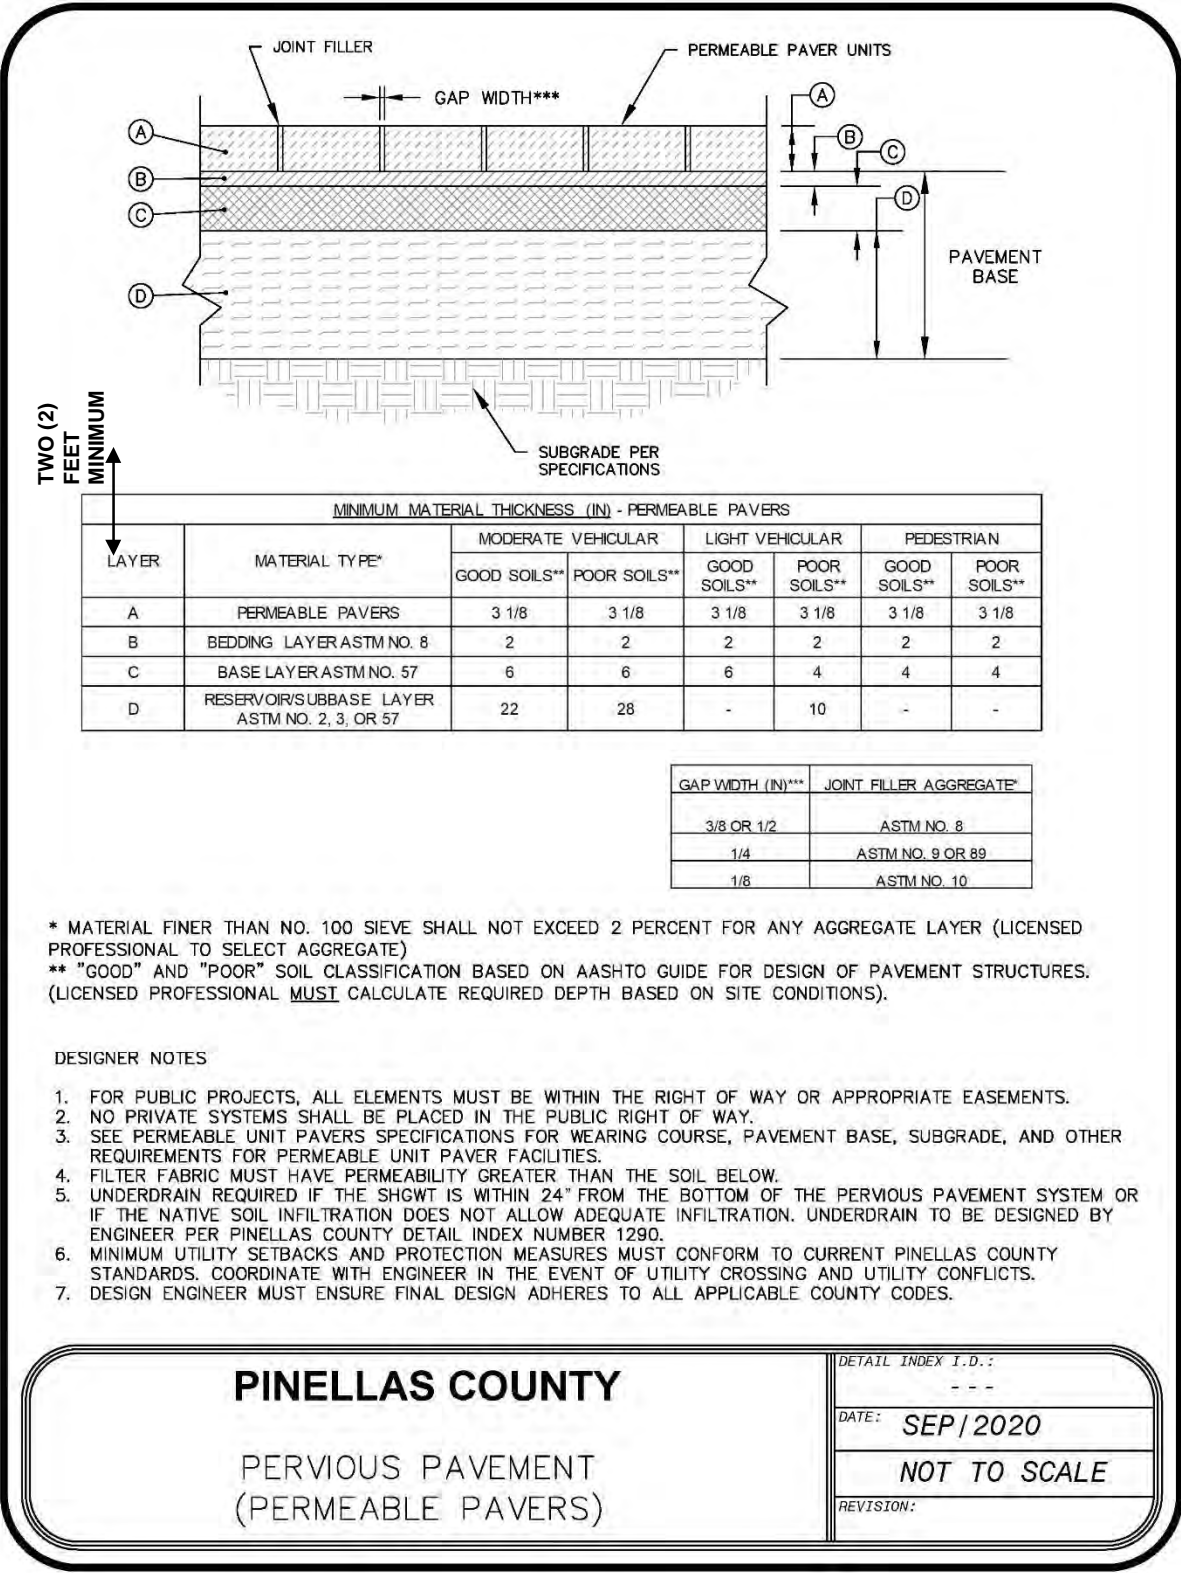 JOINT FILLER
PERMEABLE PAVER UNITS
GAP WIDTH***
A
B
C
D
A
B
C
D
PAVEMENT
BASE
TWO (2)
FEET
MINIMUM
SUBGRADE PER
SPECIFICATIONS
MINIMUM MATERIAL THICKNESS (IN) - PERMEABLE PAVERS
LAYER MATERIAL TYPE* MODERATE VEHICULAR LIGHT VEHICULAR PEDESTRIAN
GOOD SOILS** POOR SOILS** GOOD SOILS** POOR SOILS** GOOD SOILS** POOR SOILS**
A PERMEABLE PAVERS 3 1/8 3 1/8 3 1/8 3 1/8 3 1/8 3 1/8
B BEDDING LAYER ASTM NO. 8 2 2 2 2 2 2
C BASE LAYER ASTM NO. 57 6 6 6 4 4 4
D RESERVOIR/SUBBASE LAYER ASTM NO. 2, 3, OR 57 22 28 - 10 - -
GAP WIDTH (IN)*** JOINT FILLER AGGREGATE*
3/8 OR 1/2 ASTM NO. 8
1/4 ASTM NO. 9 OR 89
1/8 ASTM NO. 10
* MATERIAL FINER THAN NO. 100 SIEVE SHALL NOT EXCEED 2 PERCENT FOR ANY AGGREGATE LAYER (LICENSED
PROFESSIONAL TO SELECT AGGREGATE)
** "GOOD" AND "POOR" SOIL CLASSIFICATION BASED ON AASHTO GUIDE FOR DESIGN OF PAVEMENT STRUCTURES.
(LICENSED PROFESSIONAL MUST CALCULATE REQUIRED DEPTH BASED ON SITE CONDITIONS).
DESIGNER NOTES
1. FOR PUBLIC PROJECTS, ALL ELEMENTS MUST BE WITHIN THE RIGHT OF WAY OR APPROPRIATE EASEMENTS.
2. NO PRIVATE SYSTEMS SHALL BE PLACED IN THE PUBLIC RIGHT OF WAY.
3. SEE PERMEABLE UNIT PAVERS SPECIFICATIONS FOR WEARING COURSE, PAVEMENT BASE, SUBGRADE, AND OTHER
REQUIREMENTS FOR PERMEABLE UNIT PAVER FACILITIES.
4. FILTER FABRIC MUST HAVE PERMEABILITY GREATER THAN THE SOIL BELOW.
5. UNDERDRAIN REQUIRED IF THE SHGWT IS WITHIN 24" FROM THE BOTTOM OF THE PERVIOUS PAVEMENT SYSTEM OR
IF THE NATIVE SOIL INFILTRATION DOES NOT ALLOW ADEQUATE INFILTRATION. UNDERDRAIN TO BE DESIGNED BY
ENGINEER PER PINELLAS COUNTY DETAIL INDEX NUMBER 1290.
6. MINIMUM UTILITY SETBACKS AND PROTECTION MEASURES MUST CONFORM TO CURRENT PINELLAS COUNTY
STANDARDS. COORDINATE WITH ENGINEER IN THE EVENT OF UTILITY CROSSING AND UTILITY CONFLICTS.
7. DESIGN ENGINEER MUST ENSURE FINAL DESIGN ADHERES TO ALL APPLICABLE COUNTY CODES.
PINELLAS COUNTY
PERVIOUS PAVEMENT
(PERMEABLE PAVERS)
DETAIL INDEX I.D.:
- - -
DATE: SEP/2020
NOT TO SCALE
REVISION: